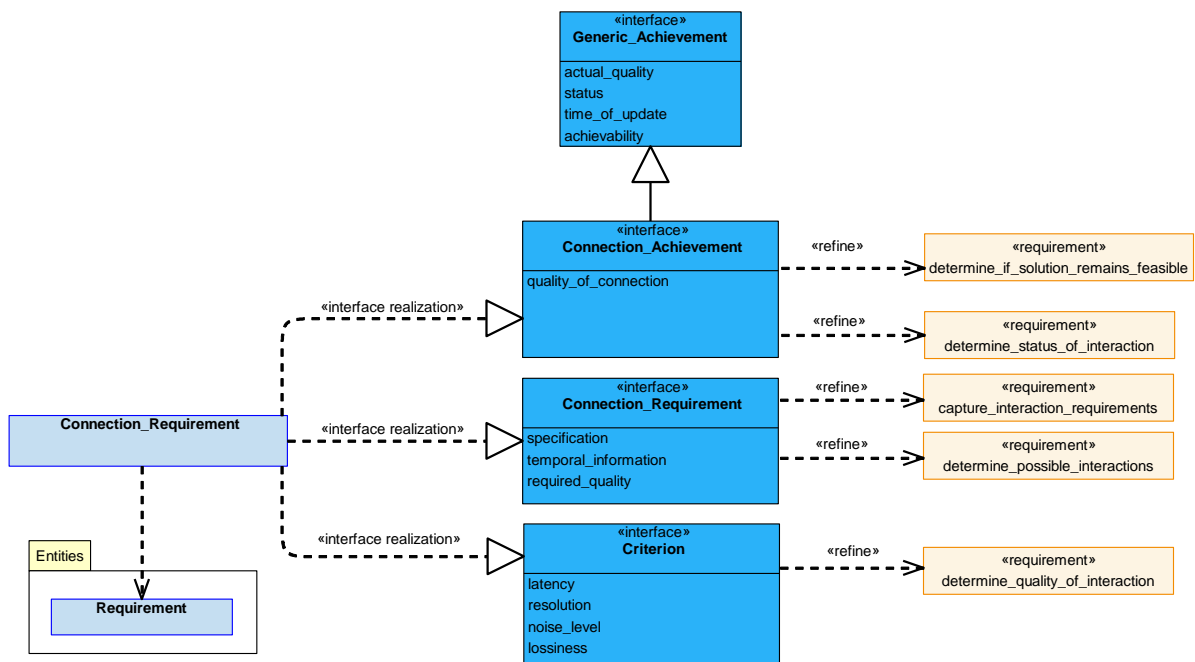 «interface»
Generic_Achievement
actual_quality
status
time_of_update
achievability
«interface»
Connection_Achievement
quality_of_connection
«refine»
«requirement»
determine_if_solution_remains_feasible
«interface realization»
«refine»
«requirement»
determine_status_of_interaction
«interface»
Connection_Requirement
specification
temporal_information
required_quality
«refine»
«requirement»
capture_interaction_requirements
Connection_Requirement
«interface realization»
«refine»
«requirement»
determine_possible_interactions
«interface realization»
«interface»
Criterion
latency
resolution
noise_level
lossiness
«refine»
«requirement»
determine_quality_of_interaction
Entities
Requirement